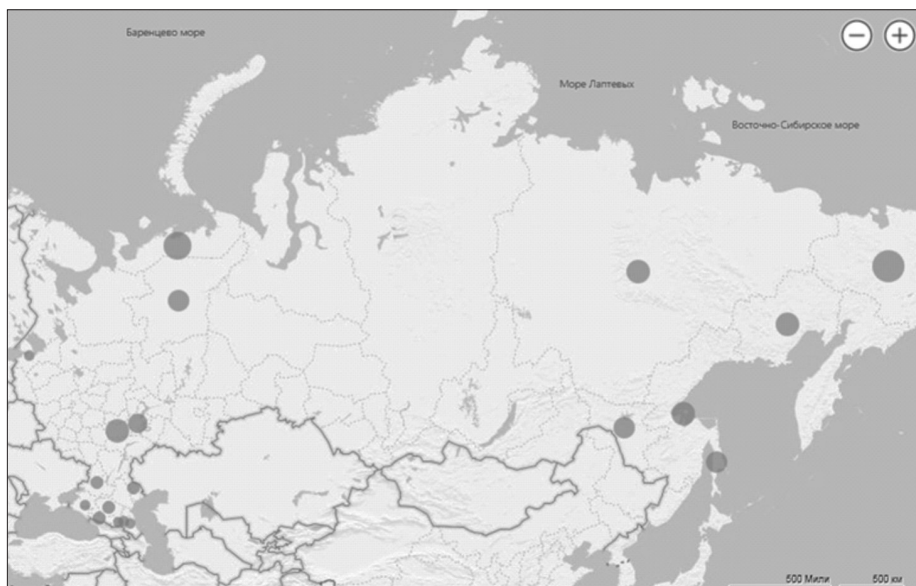 Баренцево море
Море Лаптевых
Восточно-Сибирское море
500 Мили 500 км